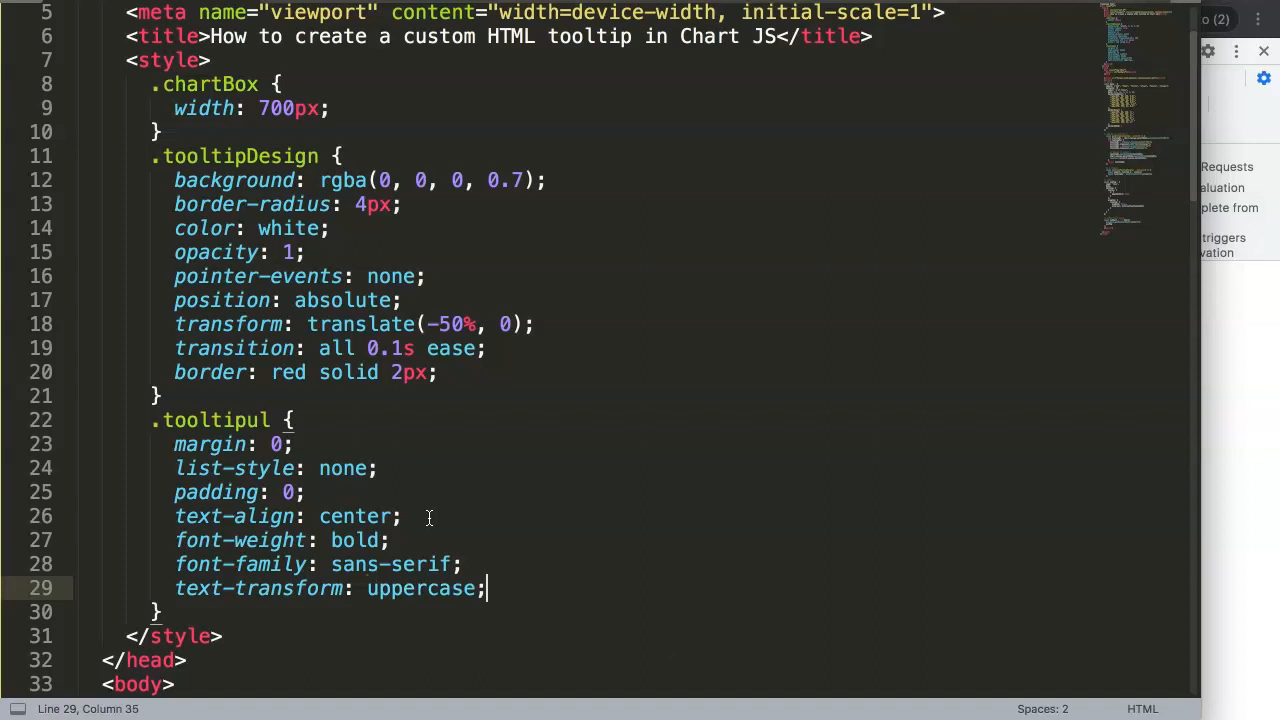 5 <meta name="viewport" content="width=device-width, initial-scale=1">
6 <title>How to create a custom HTML tooltip in Chart JS</title>
7 <style>
8 .chartBox {
9 width: 700px;
10 }
11 .tooltipDesign {
12 background: rgba(0, 0, 0, 0.7);
13 border-radius: 4px;
14 color: white;
15 opacity: 1;
16 pointer-events: none;
17 position: absolute;
18 transform: translate(-50%, 0);
19 transition: all 0.1s ease;
20 border: red solid 2px;
21 }
22 .tooltipul {
23 margin: 0;
24 list-style: none;
25 padding: 0;
26 text-align: center;
27 font-weight: bold;
28 font-family: sans-serif;
29 text-transform: uppercase;
30 }
31 </style>
32 </head>
33 <body>
Line 29, Column 35
Spaces: 2
HTML
to (2)
Requests
aluation
plete from
triggers
vation